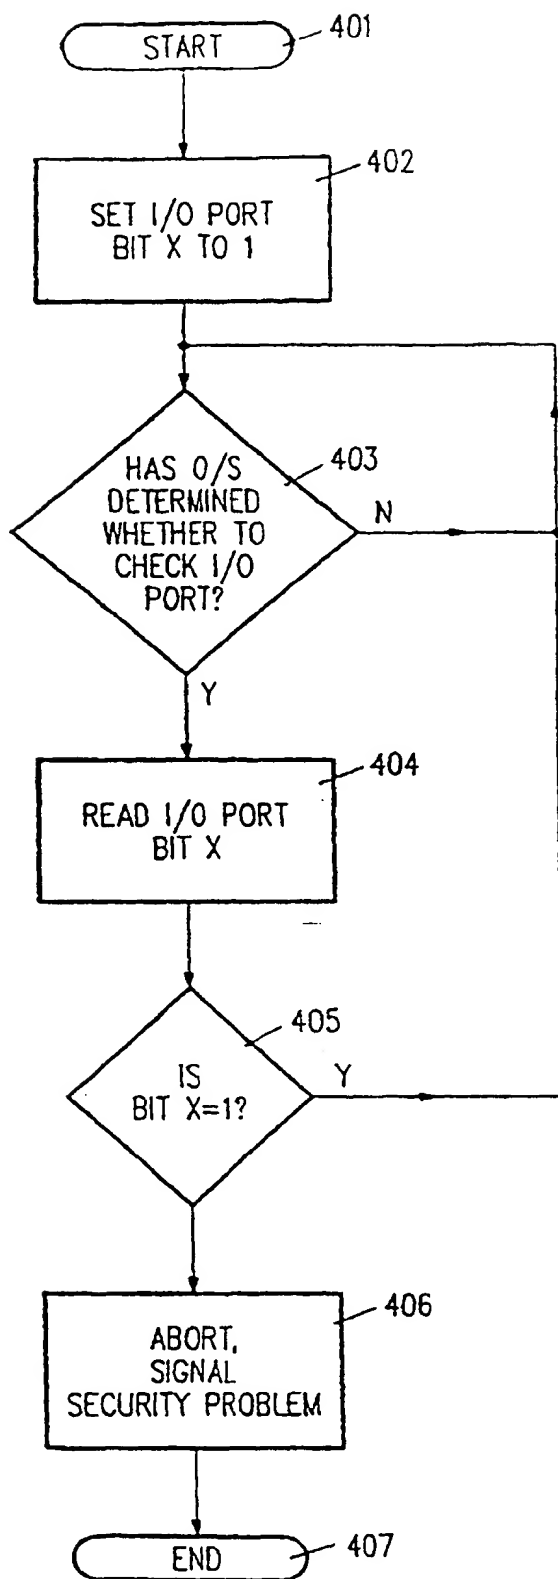 START
401
402
SET I/O PORT
BIT X TO 1
403
HAS O/S
DETERMINED
WHETHER TO
CHECK I/O
PORT?
N
Y
404
READ I/O PORT
BIT X
405
IS
BIT X=1?
Y
406
ABORT,
SIGNAL
SECURITY PROBLEM
END
407